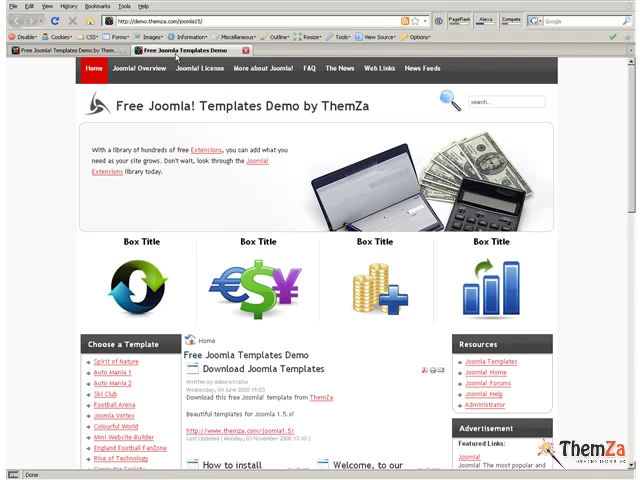 File Edit View History Bookmarks Tools Help
http://demo.themza.com/joomla15/
PageRank Alexa Compete Google
Disable Cookies CSS Forms Images Information Miscellaneous Outline Resize Tools View Source Options
Free Joomla! Templates Demo by Them... Free Joomla Templates Demo
Home Joomla! Overview Joomla! License More about Joomla! FAQ The News Web Links News Feeds
Free Joomla! Templates Demo by ThemZa
search...
With a library of hundreds of free Extensions, you can add what you
need as your site grows. Don't wait, look through the Joomla!
Extensions library today.
Box Title Box Title Box Title Box Title
Choose a Template
Spirit of Nature
Auto Mania 1
Auto Mania 2
Ski Club
Football Arena
Joomla Vortex
Colourful World
Mini Website-Builder
England Football FanZone
Rise of Technology
Computer Society
Home
Free Joomla Templates Demo
Download Joomla Templates
Written by Administrator
Wednesday, 04 June 2008 15:03
Download this free Joomla! template from ThemZa
Beautiful templates for Joomla 1.5.x!
http://www.themza.com/joomla1.5/
Last Updated ( Monday, 03 November 2008 13:10 )
How to install
Welcome, to our
Resources
Joomla Templates
Joomla! Home
Joomla! Forums
Joomla! Help
Administrator
Advertisement
Featured Links:
Joomla!
Joomla! The most popular and
ThemZa
Done